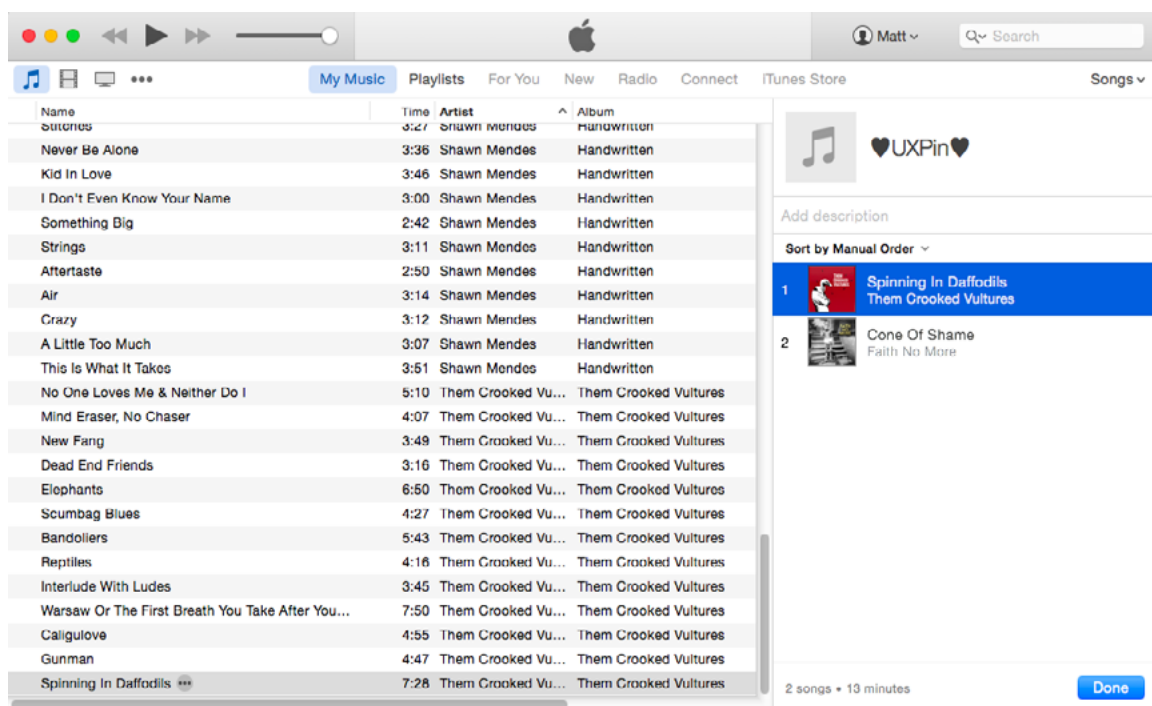 Matt
Search
My Music Playlists For You New Radio Connect iTunes Store Songs
Name Time Artist Album
Stitches 3:27 Shawn Mendes Handwritten
Never Be Alone 3:36 Shawn Mendes Handwritten
Kid In Love 3:46 Shawn Mendes Handwritten
I Don't Even Know Your Name 3:00 Shawn Mendes Handwritten
Something Big 2:42 Shawn Mendes Handwritten
Strings 3:11 Shawn Mendes Handwritten
Aftertaste 2:50 Shawn Mendes Handwritten
Air 3:14 Shawn Mendes Handwritten
Crazy 3:12 Shawn Mendes Handwritten
A Little Too Much 3:07 Shawn Mendes Handwritten
This Is What It Takes 3:51 Shawn Mendes Handwritten
No One Loves Me & Neither Do I 5:10 Them Crooked Vu... Them Crooked Vultures
Mind Eraser, No Chaser 4:07 Them Crooked Vu... Them Crooked Vultures
New Fang 3:49 Them Crooked Vu... Them Crooked Vultures
Dead End Friends 3:16 Them Crooked Vu... Them Crooked Vultures
Elephants 6:50 Them Crooked Vu... Them Crooked Vultures
Scumbag Blues 4:27 Them Crooked Vu... Them Crooked Vultures
Bandoliers 5:43 Them Crooked Vu... Them Crooked Vultures
Reptiles 4:16 Them Crooked Vu... Them Crooked Vultures
Interlude With Ludes 3:45 Them Crooked Vu... Them Crooked Vultures
Warsaw Or The First Breath You Take After You... 7:50 Them Crooked Vu... Them Crooked Vultures
Caligulove 4:55 Them Crooked Vu... Them Crooked Vultures
Gunman 4:47 Them Crooked Vu... Them Crooked Vultures
Spinning In Daffodils 7:28 Them Crooked Vu... Them Crooked Vultures
♥UXPin♥
Add description
Sort by Manual Order
1 Spinning In Daffodils
Them Crooked Vultures
2 Cone Of Shame
Faith No More
2 songs • 13 minutes
Done